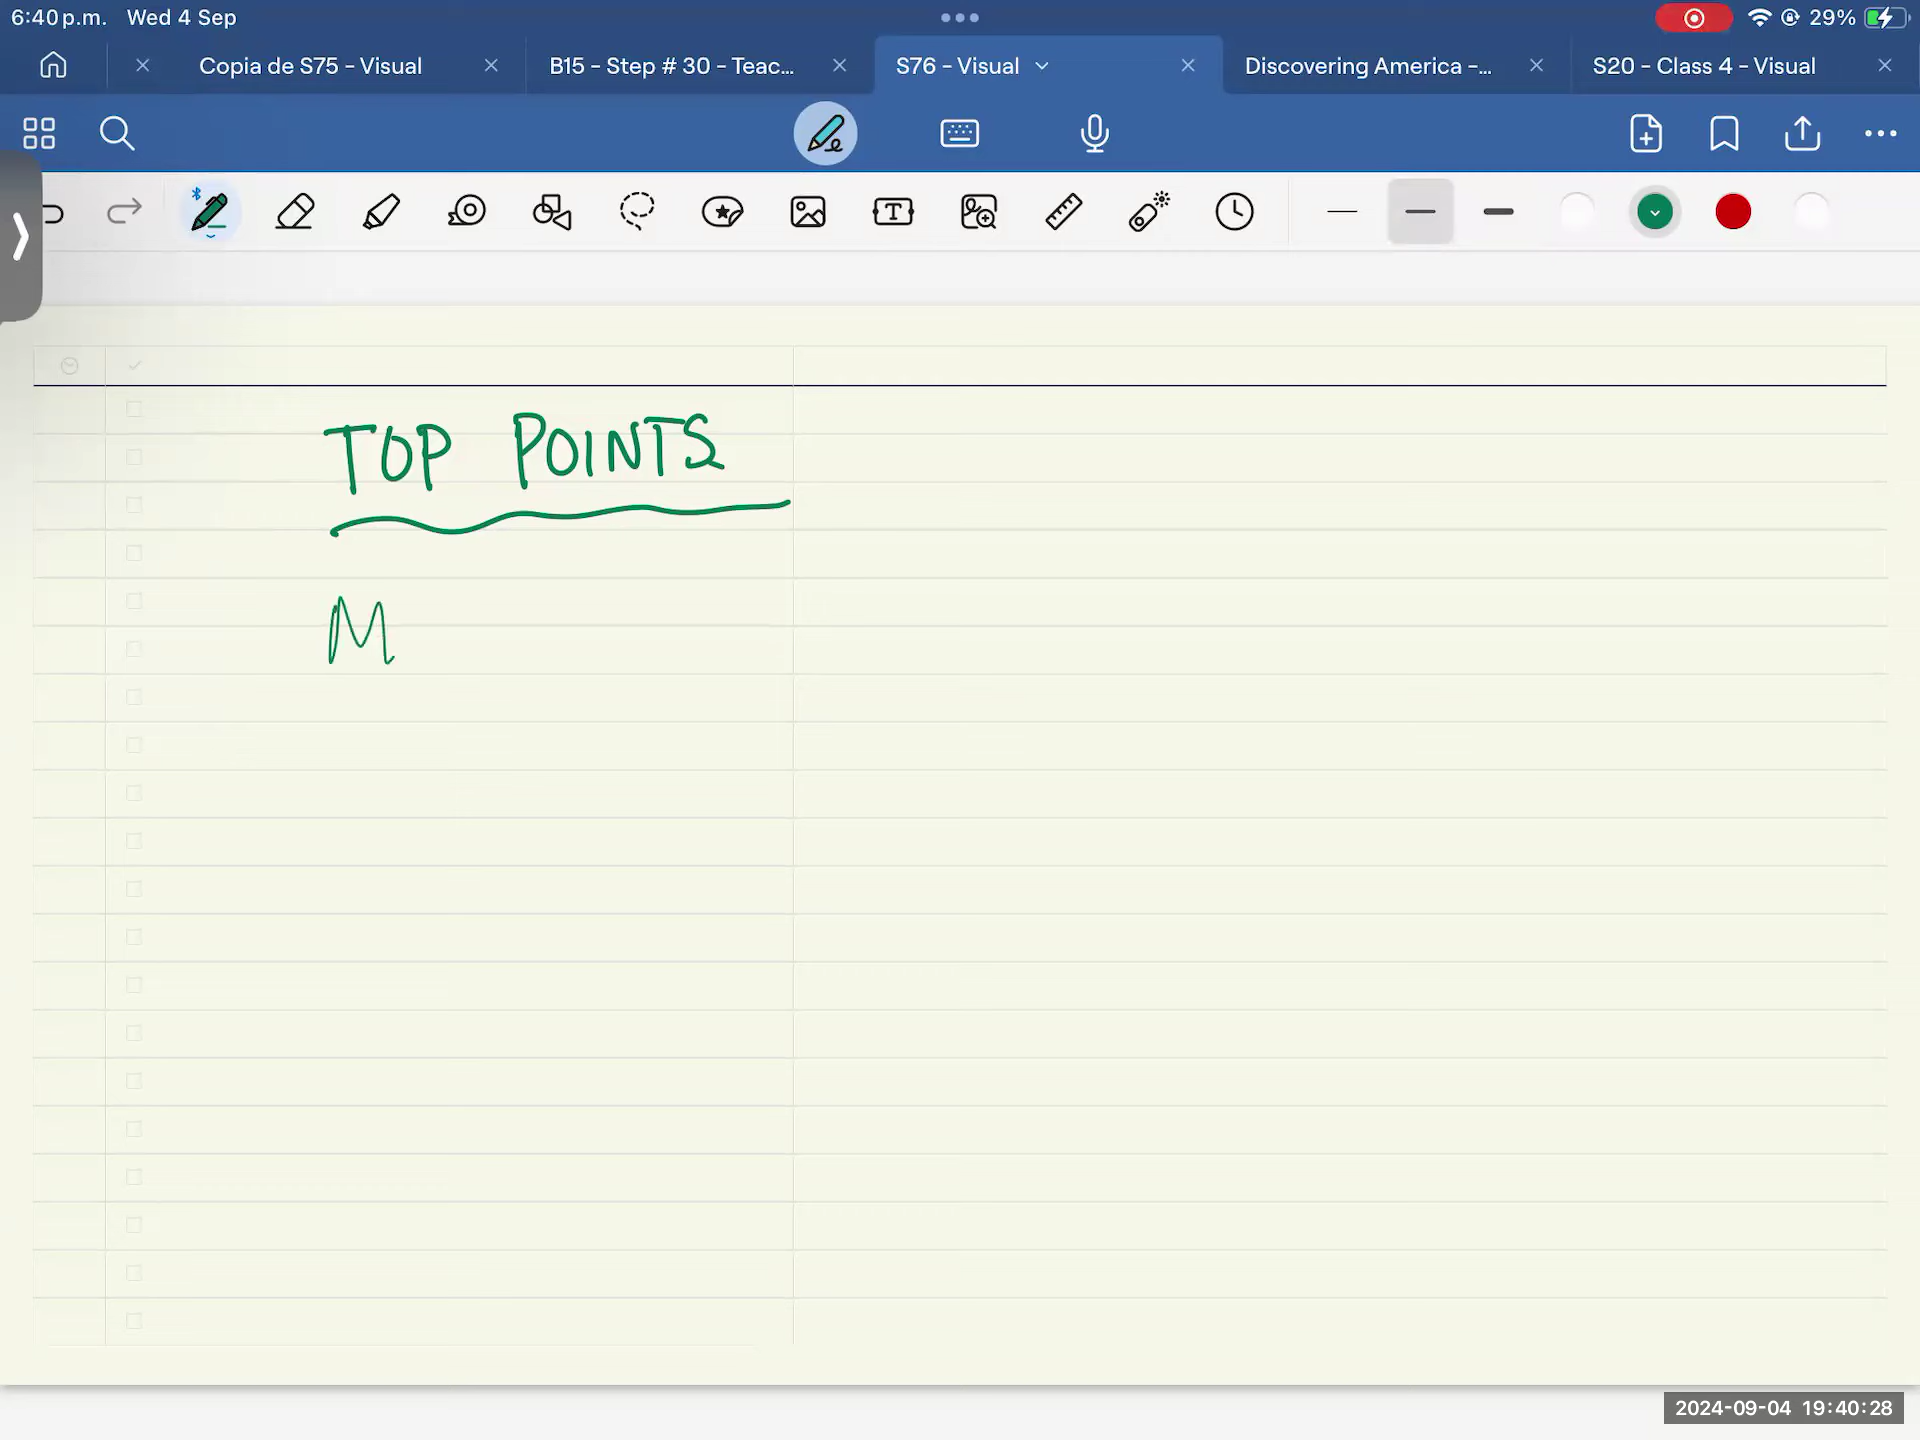 6:40 p.m. Wed 4 Sep 29%
Copia de S75 - Visual B15 - Step # 30 - Teac... S76 - Visual Discovering America -... S20 - Class 4 - Visual
TOP POINTS
M
2024-09-04 19:40:28